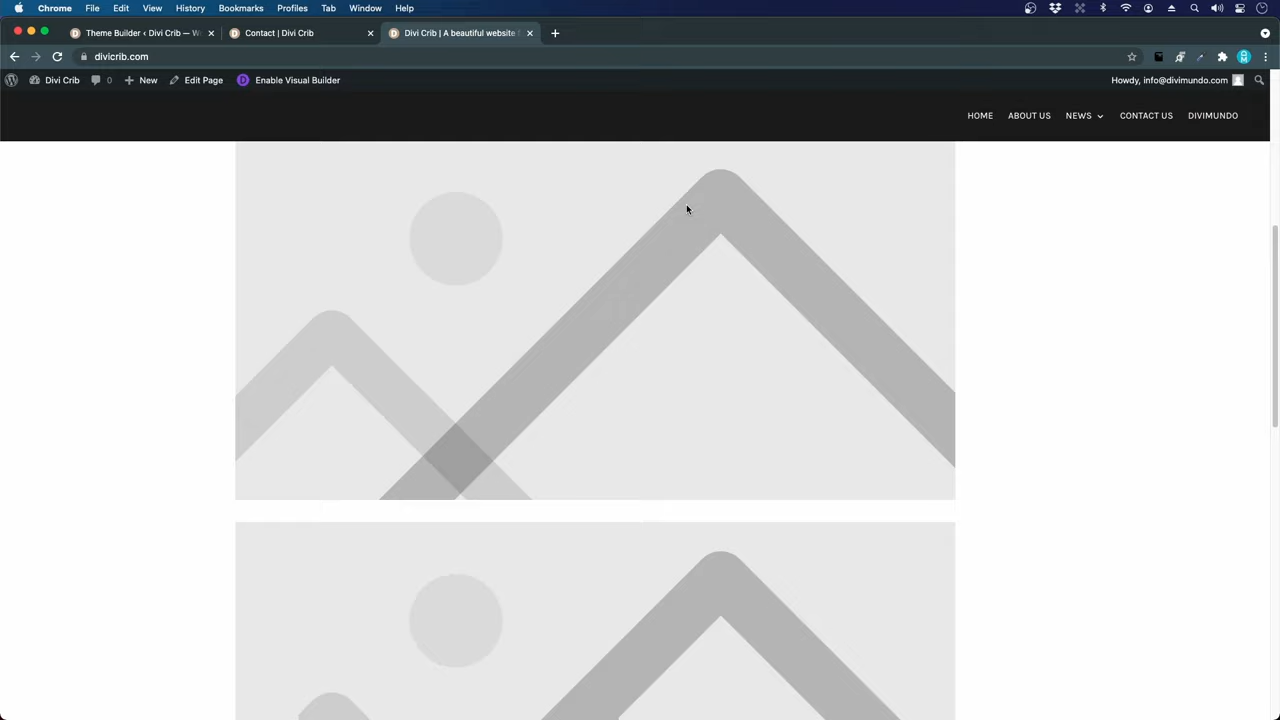 Chrome File Edit View History Bookmarks Profiles Tab Window Help
Theme Builder ‹ Divi Crib — W
Contact | Divi Crib
Divi Crib | A beautiful website
divicrib.com
Divi Crib 0 New Edit Page D Enable Visual Builder Howdy, info@divimundo.com
HOME ABOUT US NEWS CONTACT US DIVIMUNDO